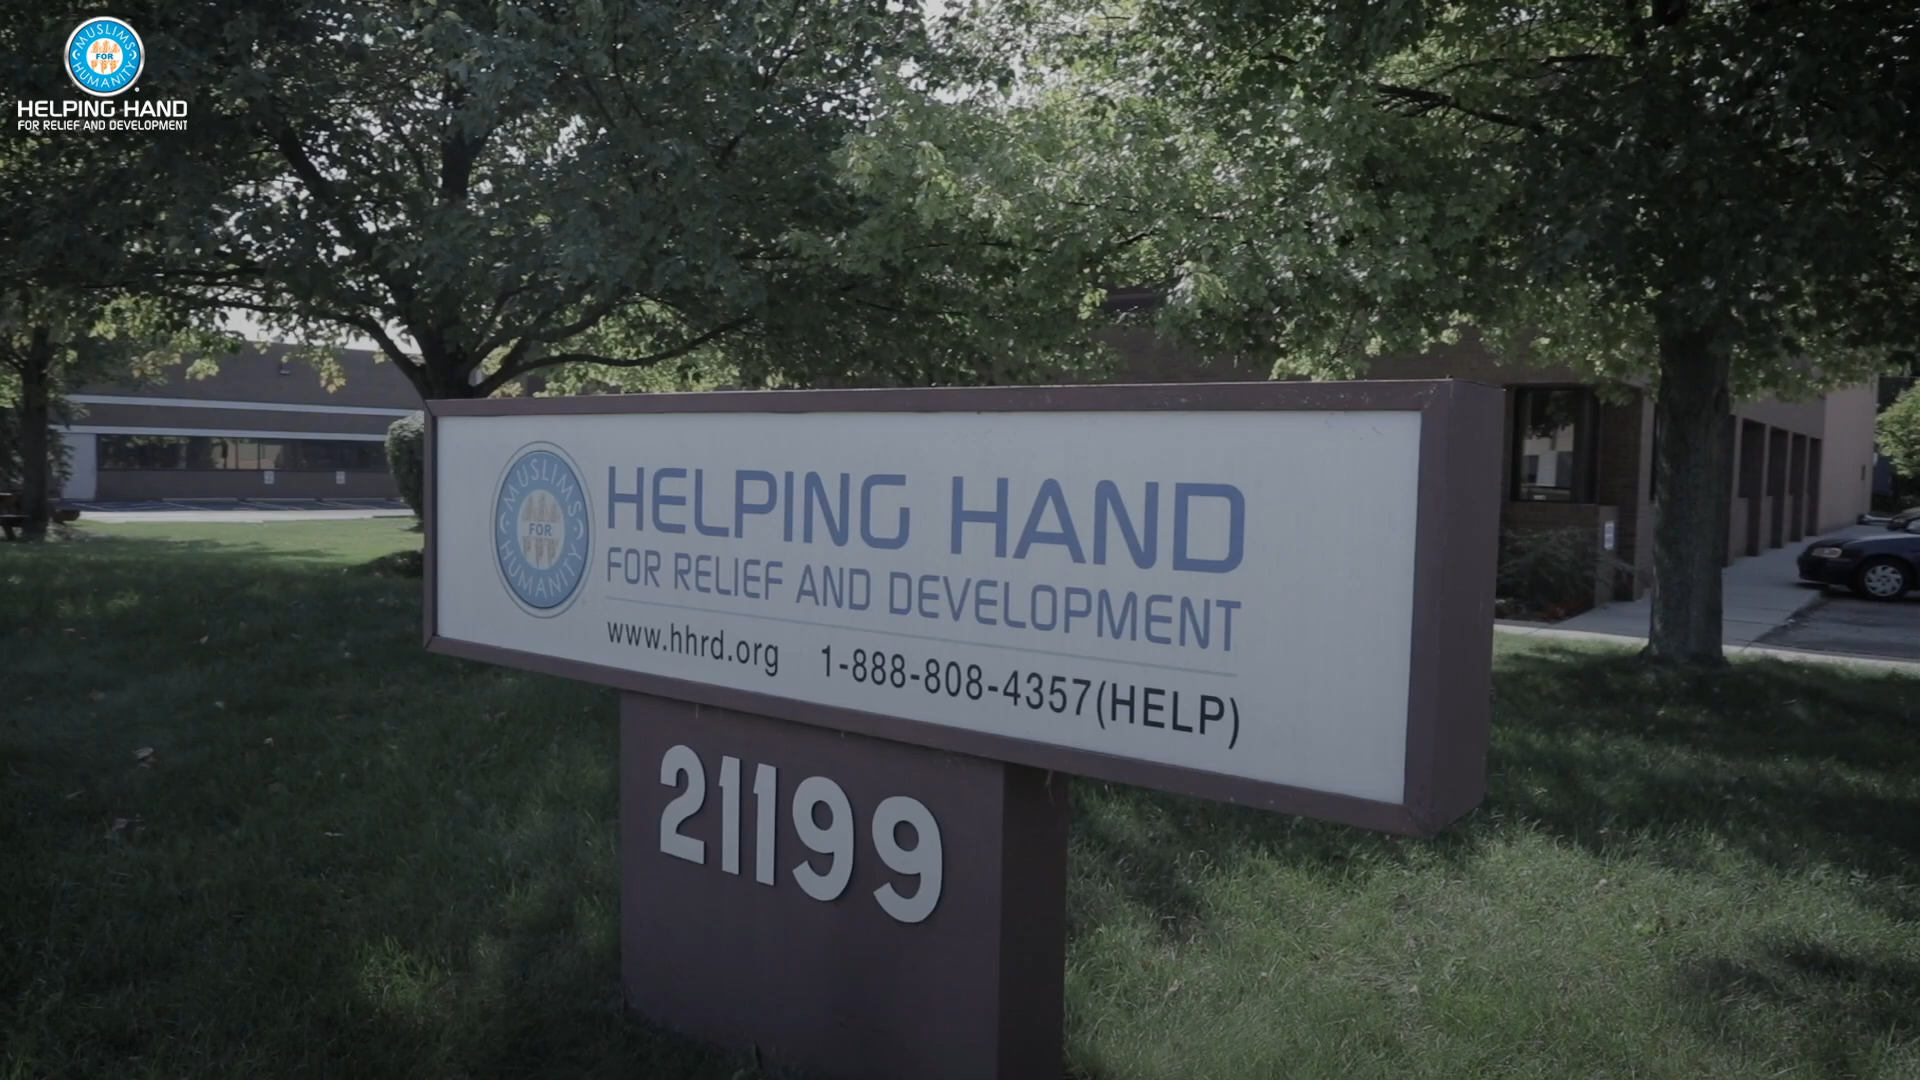 MUSLIMS
FOR
HUMANITY
HELPING HAND
FOR RELIEF AND DEVELOPMENT
MUSLIMS
FOR
HUMANITY
HELPING HAND
FOR RELIEF AND DEVELOPMENT
www.hhrd.org 1-888-808-4357(HELP)
21199